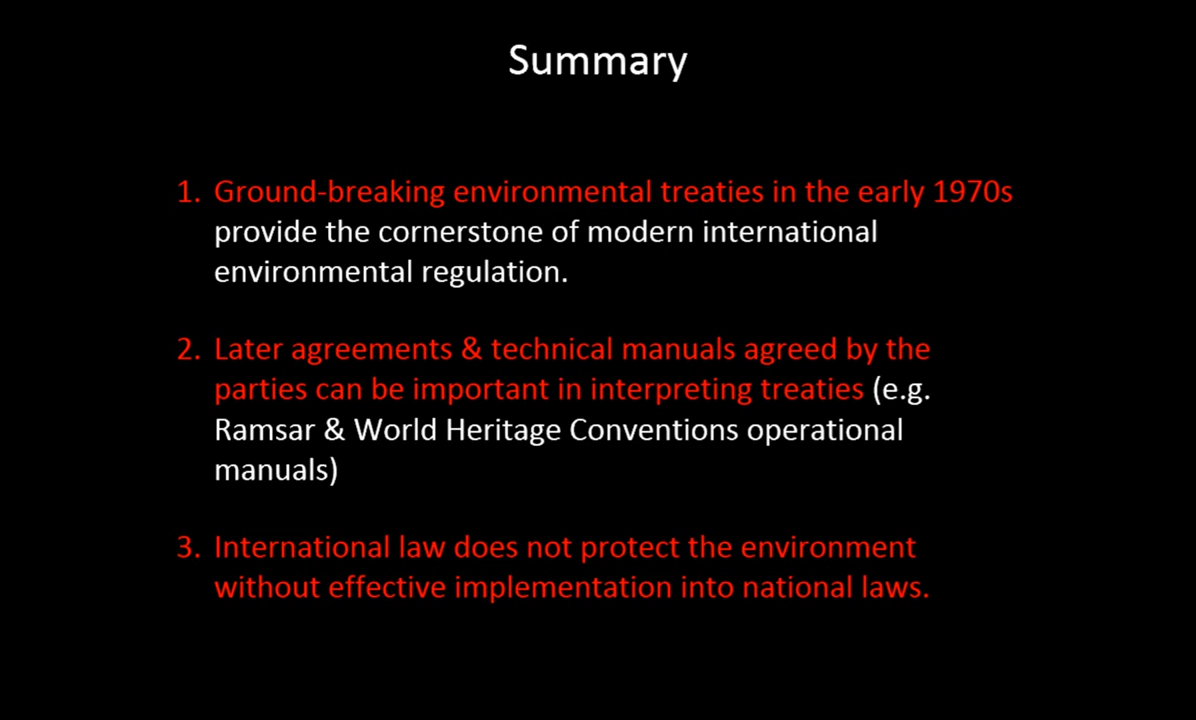 Summary
1. Ground-breaking environmental treaties in the early 1970s
provide the cornerstone of modern international
environmental regulation.
2. Later agreements & technical manuals agreed by the
parties can be important in interpreting treaties (e.g.
Ramsar & World Heritage Conventions operational
manuals)
3. International law does not protect the environment
without effective implementation into national laws.